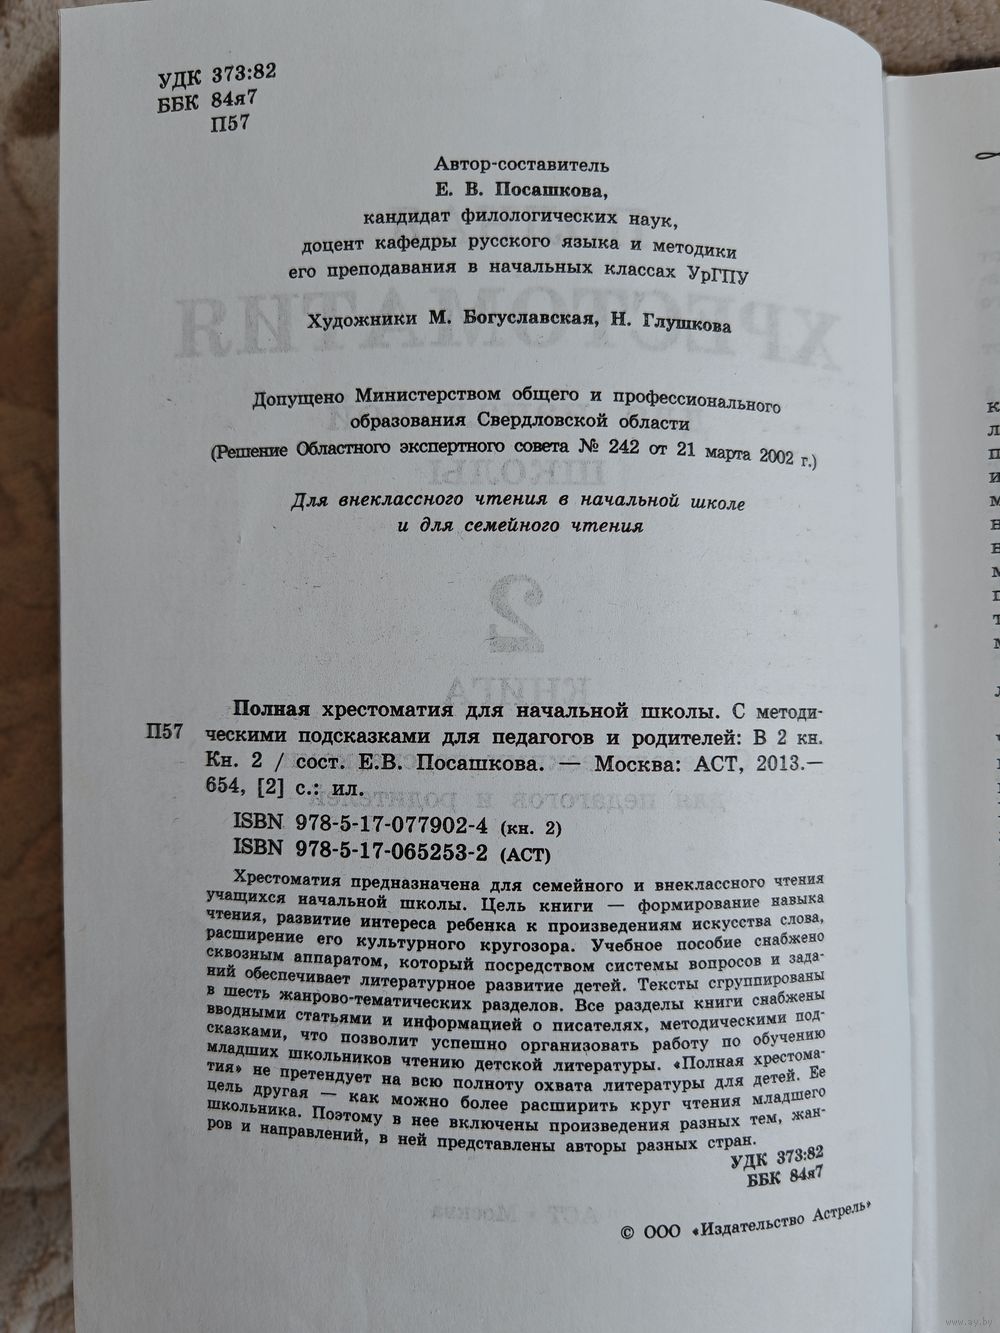 УДК 373:82
ББК 84я7
П57
Автор-составитель
Е. В. Посашкова,
кандидат филологических наук,
доцент кафедры русского языка и методики
его преподавания в начальных классах УрГПУ
Художники М. Богуславская, Н. Глушкова
Допущено Министерством общего и профессионального
образования Свердловской области
(Решение Областного экспертного совета № 242 от 21 марта 2002 г.)
Для внеклассного чтения в начальной школе
и для семейного чтения
Полная хрестоматия для начальной школы. С методи-
П57 ческими подсказками для педагогов и родителей: В 2 кн.
Кн. 2 / сост. Е.В. Посашкова. — Москва: АСТ, 2013.—
654, [2] с.: ил.
ISBN 978-5-17-077902-4 (кн. 2)
ISBN 978-5-17-065253-2 (АСТ)
Хрестоматия предназначена для семейного и внеклассного чтения
учащихся начальной школы. Цель книги — формирование навыка
чтения, развитие интереса ребенка к произведениям искусства слова,
расширение его культурного кругозора. Учебное пособие снабжено
сквозным аппаратом, который посредством системы вопросов и зада-
ний обеспечивает литературное развитие детей. Тексты сгруппированы
в шесть жанрово-тематических разделов. Все разделы книги снабжены
вводными статьями и информацией о писателях, методическими под-
сказками, что позволит успешно организовать работу по обучению
младших школьников чтению детской литературы. «Полная хрестома-
тия» не претендует на всю полноту охвата литературы для детей. Ее
цель другая — как можно более расширить круг чтения младшего
школьника. Поэтому в нее включены произведения разных тем, жан-
ров и направлений, в ней представлены авторы разных стран.
УДК 373:82
ББК 84я7
© ООО «Издательство Астрель»
www.ay.by